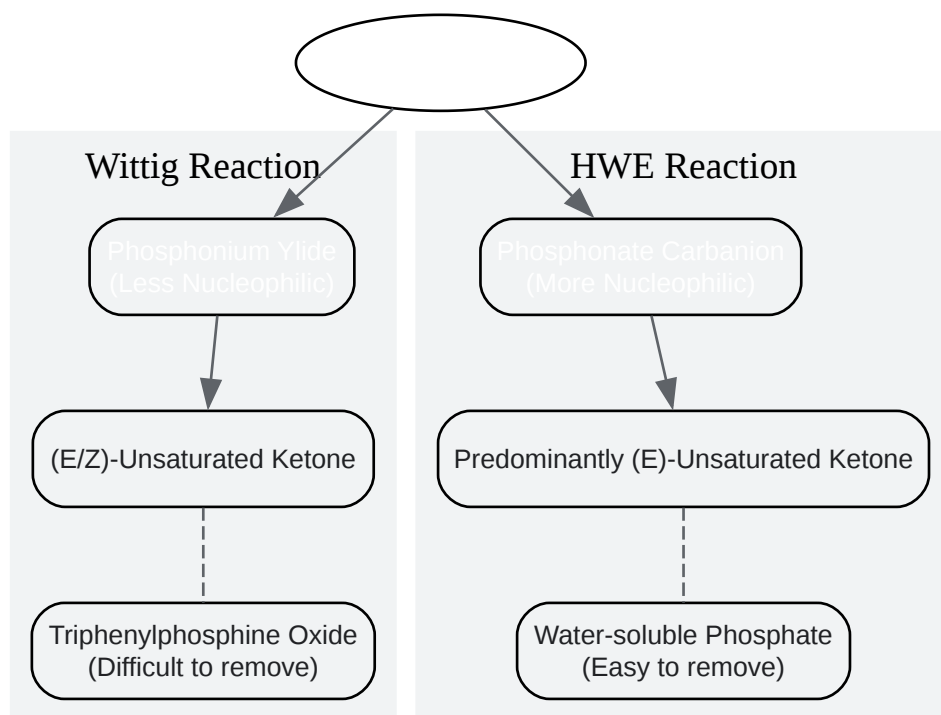 Wittig Reaction
Phosphonium Ylide
(Less Nucleophilic)
(E/Z)-Unsaturated Ketone
Triphenylphosphine Oxide
(Difficult to remove)
HWE Reaction
Phosphonate Carbanion
(More Nucleophilic)
Predominantly (E)-Unsaturated Ketone
Water-soluble Phosphate
(Easy to remove)